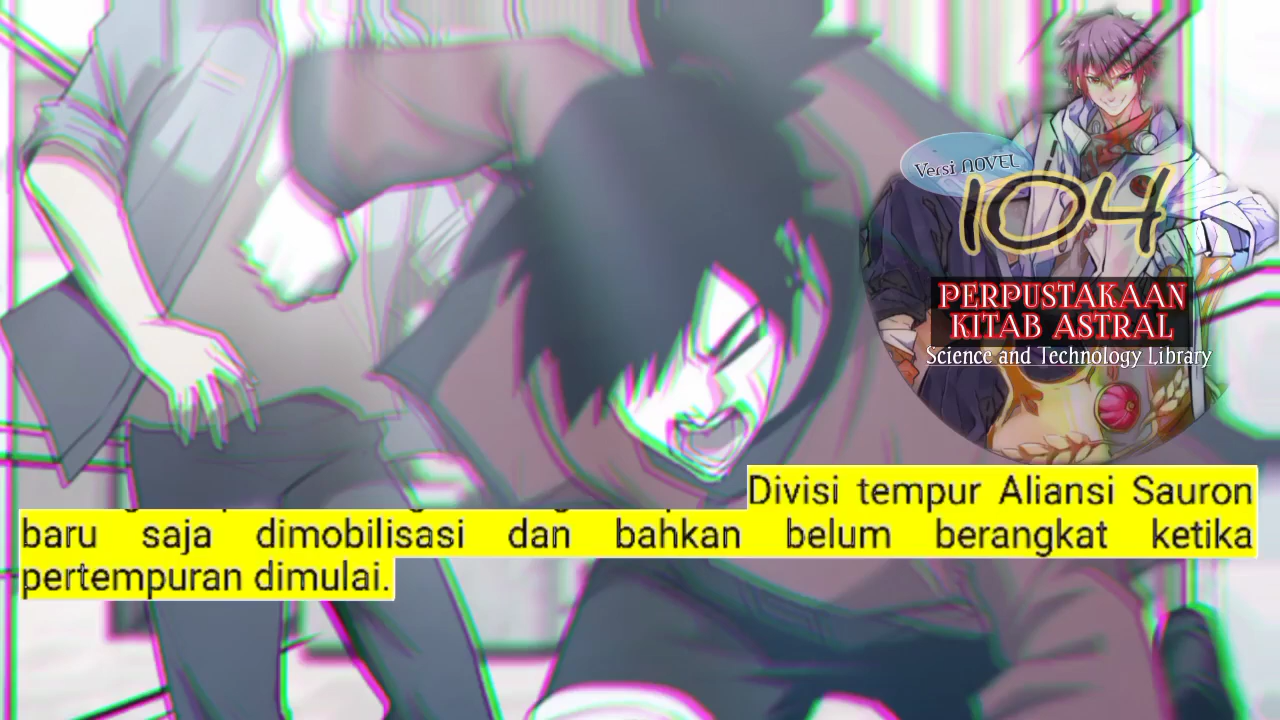 Versi NOVEL
104
PERPUSTAKAAN
KITAB ASTRAL
Science and Technology Library
Divisi tempur Aliansi Sauron
baru saja dimobilisasi dan bahkan belum berangkat ketika
pertempuran dimulai.